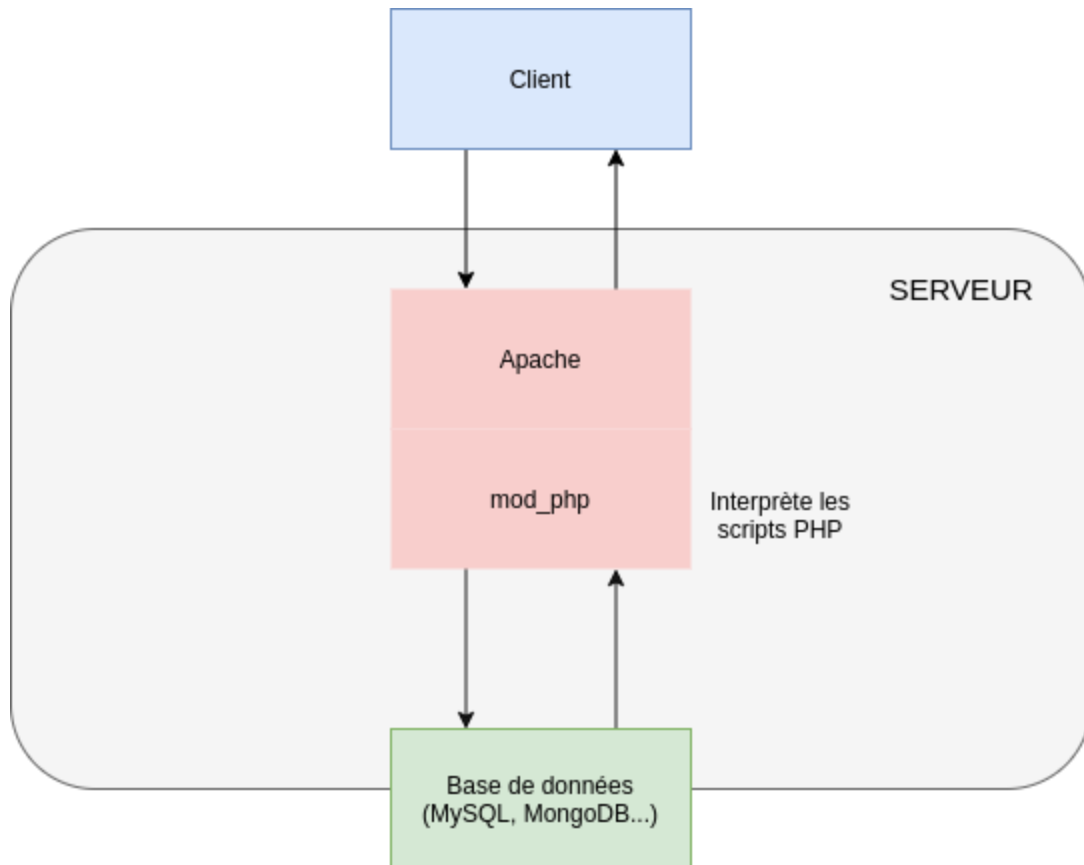 Client
SERVEUR
Apache
mod_php
Interprète les
scripts PHP
Base de données
(MySQL, MongoDB...)